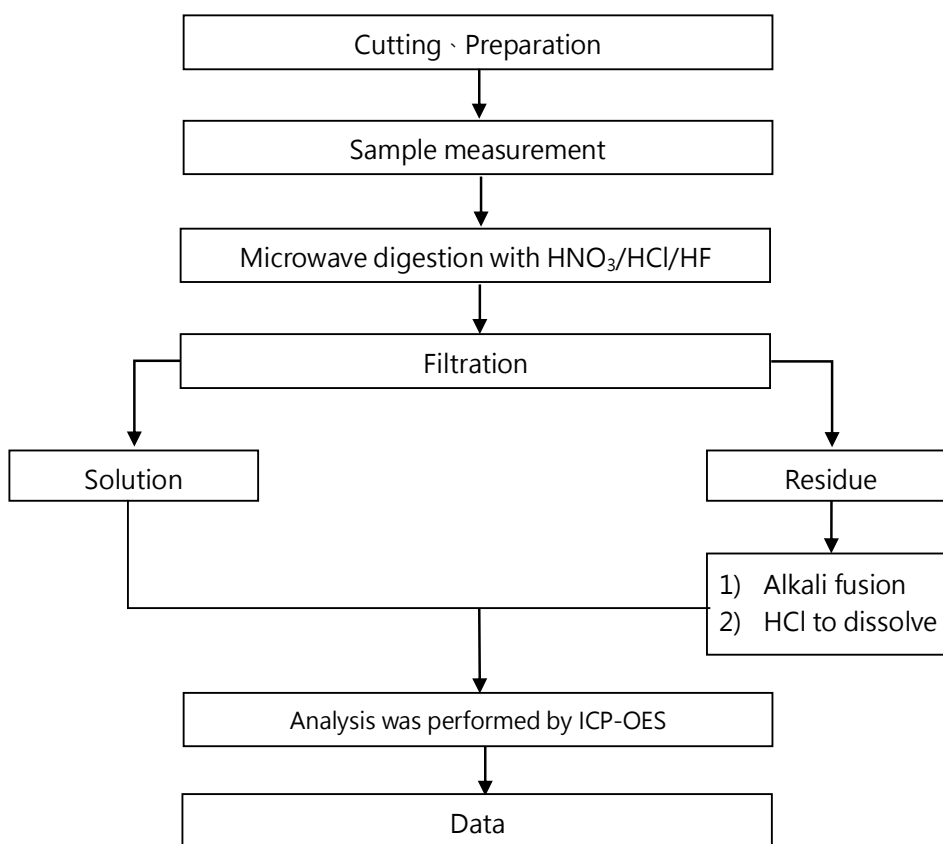 Cutting、Preparation
Sample measurement
Microwave digestion with HNO₃/HCl/HF
Filtration
Solution
Residue
1) Alkali fusion
2) HCl to dissolve
Analysis was performed by ICP-OES
Data